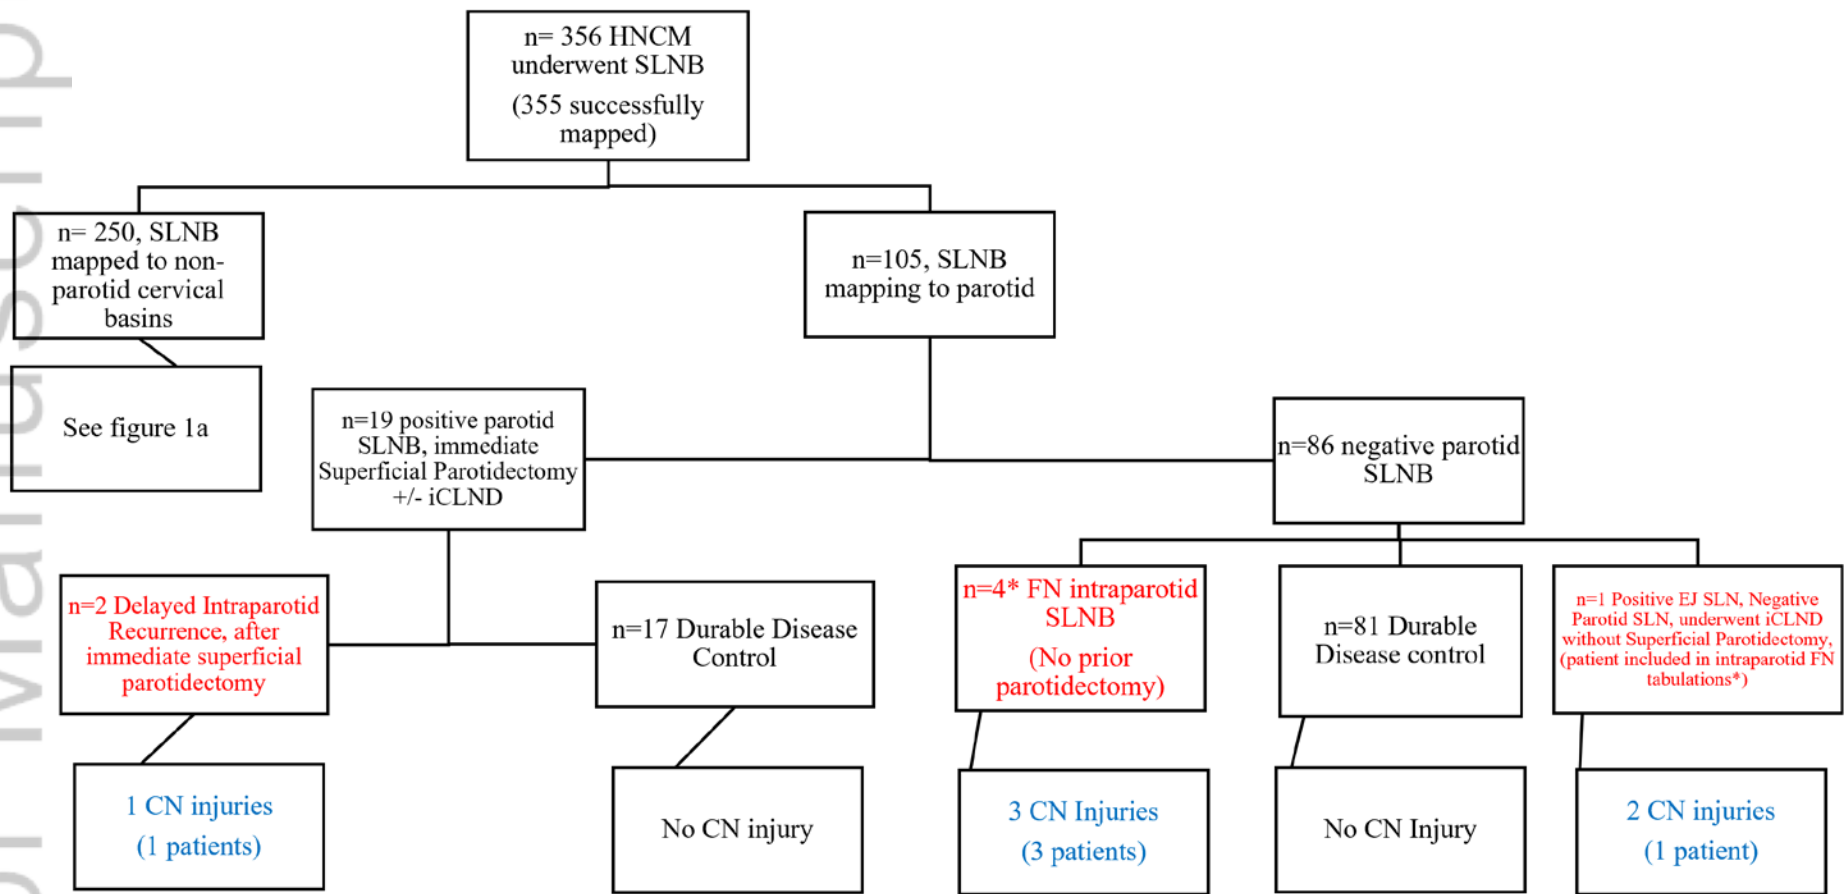 n= 356 HNCM
underwent SLNB
(355 successfully
mapped)
n= 250, SLNB
mapped to non-
parotid cervical
basins
n=105, SLNB
mapping to parotid
See figure 1a
n=19 positive parotid
SLNB, immediate
Superficial Parotidectomy
+/- iCLND
n=86 negative parotid
SLNB
n=2 Delayed Intraparotid
Recurrence, after
immediate superficial
parotidectomy
n=17 Durable Disease
Control
n=4* FN intraparotid
SLNB
(No prior
parotidectomy)
n=81 Durable
Disease control
n=1 Positive EJ SLN, Negative
Parotid SLN, underwent iCLND
without Superficial Parotidectomy,
(patient included in intraparotid FN
tabulations*)
1 CN injuries
(1 patients)
No CN injury
3 CN Injuries
(3 patients)
No CN Injury
2 CN injuries
(1 patient)